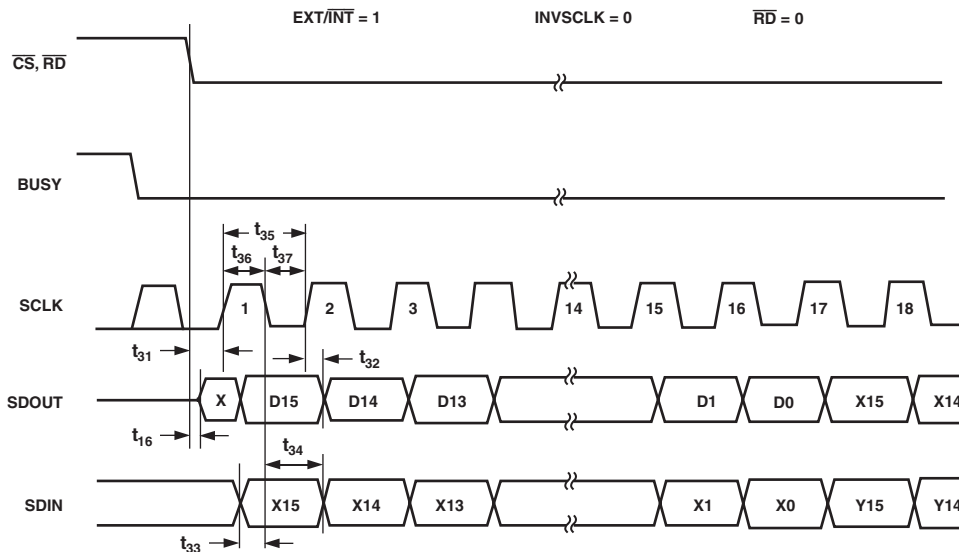 EXT/INT = 1 INVSCLK = 0 RD = 0
CS, RD
BUSY
t35
t36 t37
SCLK 1 2 3 14 15 16 17 18
t31 t32
SDOUT X D15 D14 D13 D1 D0 X15 X14
t16
t34
SDIN X15 X14 X13 X1 X0 Y15 Y14
t33